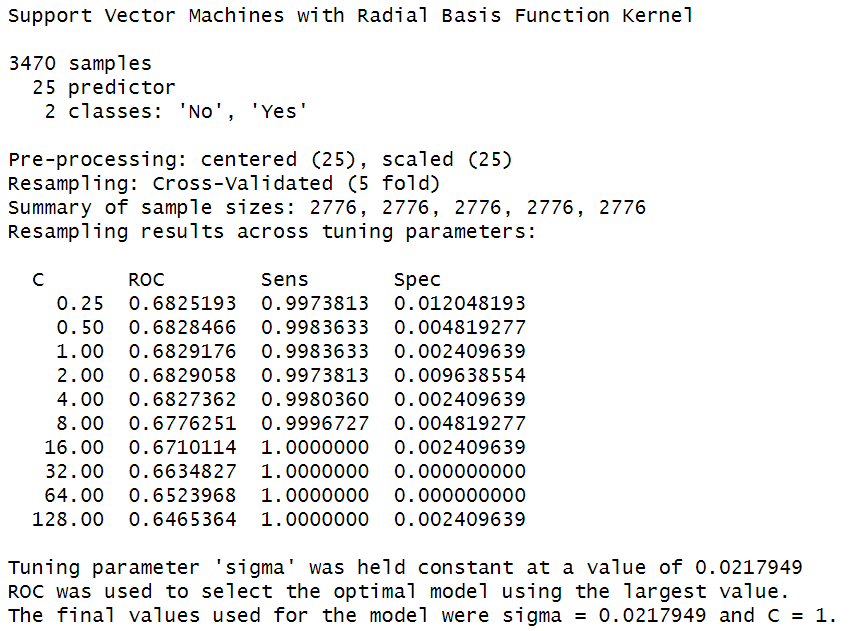 Support Vector Machines with Radial Basis Function Kernel

3470 samples
  25 predictor
   2 classes: 'No', 'Yes'

Pre-processing: centered (25), scaled (25)
Resampling: Cross-Validated (5 fold)
Summary of sample sizes: 2776, 2776, 2776, 2776, 2776
Resampling results across tuning parameters:

  C       ROC        Sens       Spec
    0.25  0.6825193  0.9973813  0.012048193
    0.50  0.6828466  0.9983633  0.004819277
    1.00  0.6829176  0.9983633  0.002409639
    2.00  0.6829058  0.9973813  0.009638554
    4.00  0.6827362  0.9980360  0.002409639
    8.00  0.6776251  0.9996727  0.004819277
   16.00  0.6710114  1.0000000  0.002409639
   32.00  0.6634827  1.0000000  0.000000000
   64.00  0.6523968  1.0000000  0.000000000
  128.00  0.6465364  1.0000000  0.002409639

Tuning parameter 'sigma' was held constant at a value of 0.0217949
ROC was used to select the optimal model using the largest value.
The final values used for the model were sigma = 0.0217949 and C = 1.